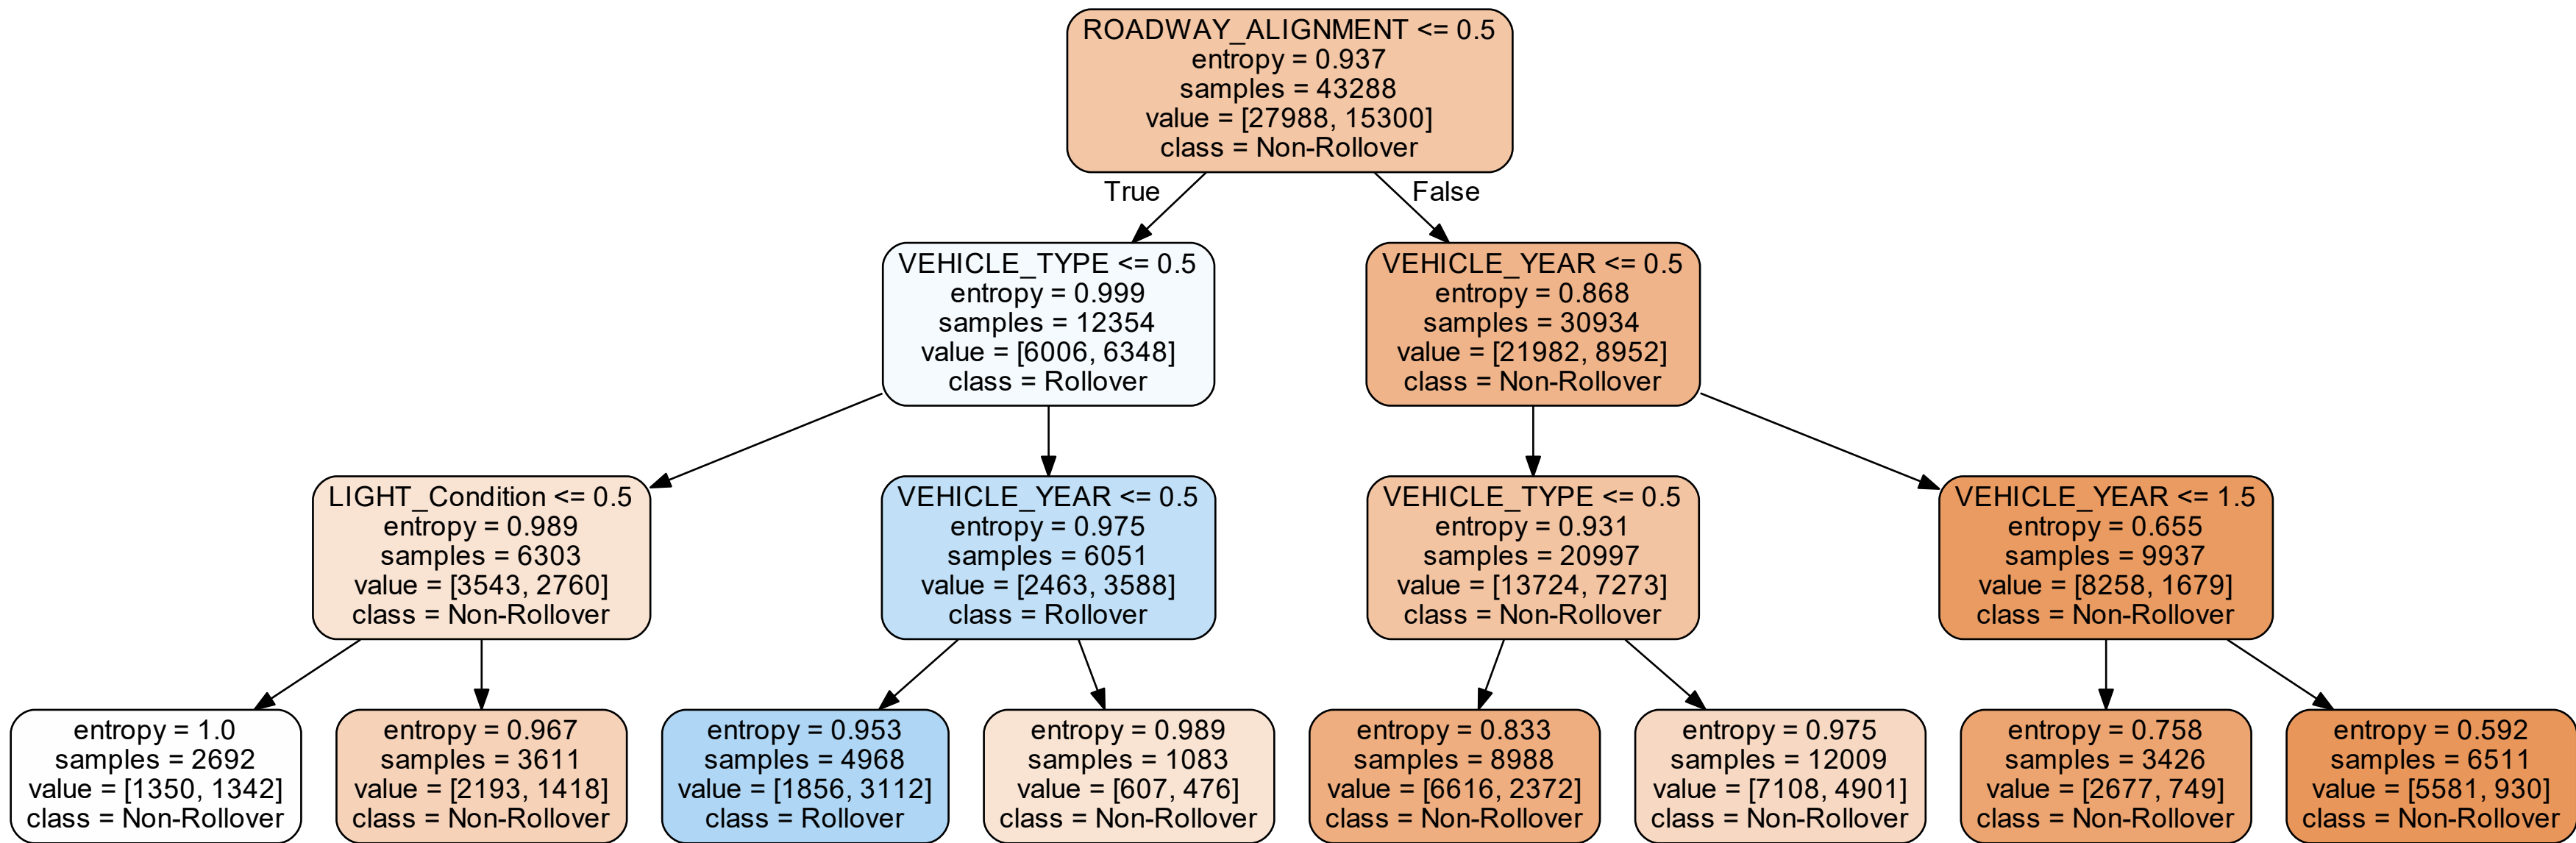 ROADWAY_ALIGNMENT <= 0.5
entropy = 0.937
samples = 43288
value = [27988, 15300]
class = Non-Rollover
True
False
VEHICLE_TYPE <= 0.5
entropy = 0.999
samples = 12354
value = [6006, 6348]
class = Rollover
VEHICLE_YEAR <= 0.5
entropy = 0.868
samples = 30934
value = [21982, 8952]
class = Non-Rollover
LIGHT_Condition <= 0.5
entropy = 0.989
samples = 6303
value = [3543, 2760]
class = Non-Rollover
VEHICLE_YEAR <= 0.5
entropy = 0.975
samples = 6051
value = [2463, 3588]
class = Rollover
VEHICLE_TYPE <= 0.5
entropy = 0.931
samples = 20997
value = [13724, 7273]
class = Non-Rollover
VEHICLE_YEAR <= 1.5
entropy = 0.655
samples = 9937
value = [8258, 1679]
class = Non-Rollover
entropy = 1.0
samples = 2692
value = [1350, 1342]
class = Non-Rollover
entropy = 0.967
samples = 3611
value = [2193, 1418]
class = Non-Rollover
entropy = 0.953
samples = 4968
value = [1856, 3112]
class = Rollover
entropy = 0.989
samples = 1083
value = [607, 476]
class = Non-Rollover
entropy = 0.833
samples = 8988
value = [6616, 2372]
class = Non-Rollover
entropy = 0.975
samples = 12009
value = [7108, 4901]
class = Non-Rollover
entropy = 0.758
samples = 3426
value = [2677, 749]
class = Non-Rollover
entropy = 0.592
samples = 6511
value = [5581, 930]
class = Non-Rollover